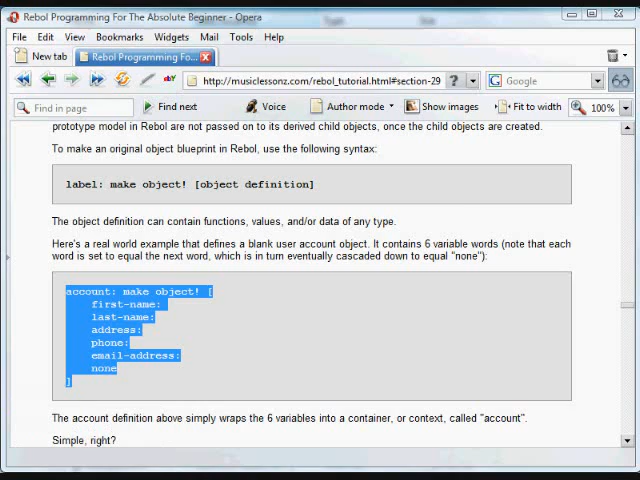 Rebol Programming For The Absolute Beginner - Opera
File Edit View Bookmarks Widgets Mail Tools Help
New tab Rebol Programming Fo...
http://musiclessonz.com/rebol_tutorial.html#section-29 ? Google
Find in page Find next Voice Author mode Show images Fit to width 100%
prototype model in Rebol are not passed on to its derived child objects, once the child objects are created.
To make an original object blueprint in Rebol, use the following syntax:
label: make object! [object definition]
The object definition can contain functions, values, and/or data of any type.
Here's a real world example that defines a blank user account object. It contains 6 variable words (note that each
word is set to equal the next word, which is in turn eventually cascaded down to equal "none"):
account: make object! [
first-name:
last-name:
address:
phone:
email-address:
none
]
The account definition above simply wraps the 6 variables into a container, or context, called "account".
Simple, right?